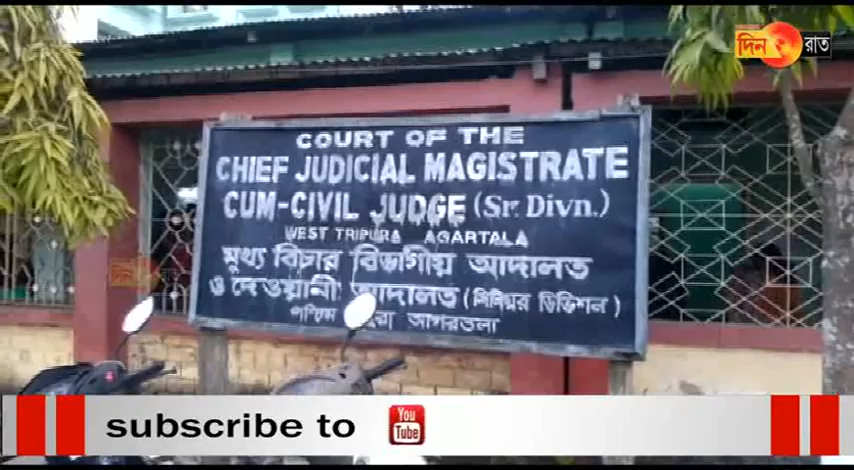 দিন রাত
COURT OF THE
CHIEF JUDICIAL MAGISTRATE
CUM-CIVIL JUDGE (Sr. Divn.)
WEST TRIPURA AGARTALA
মুখ্য বিচার বিভাগীয় আদালত
ও দেওয়ানী আদালত (সিনিয়র ডিভিশন)
পশ্চিম আগরতলা
subscribe to You Tube